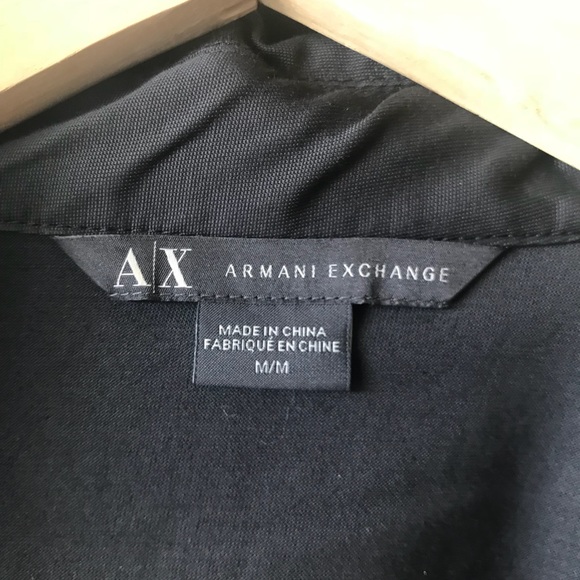 A|X ARMANI EXCHANGE
MADE IN CHINA
FABRIQUÉ EN CHINE
M/M